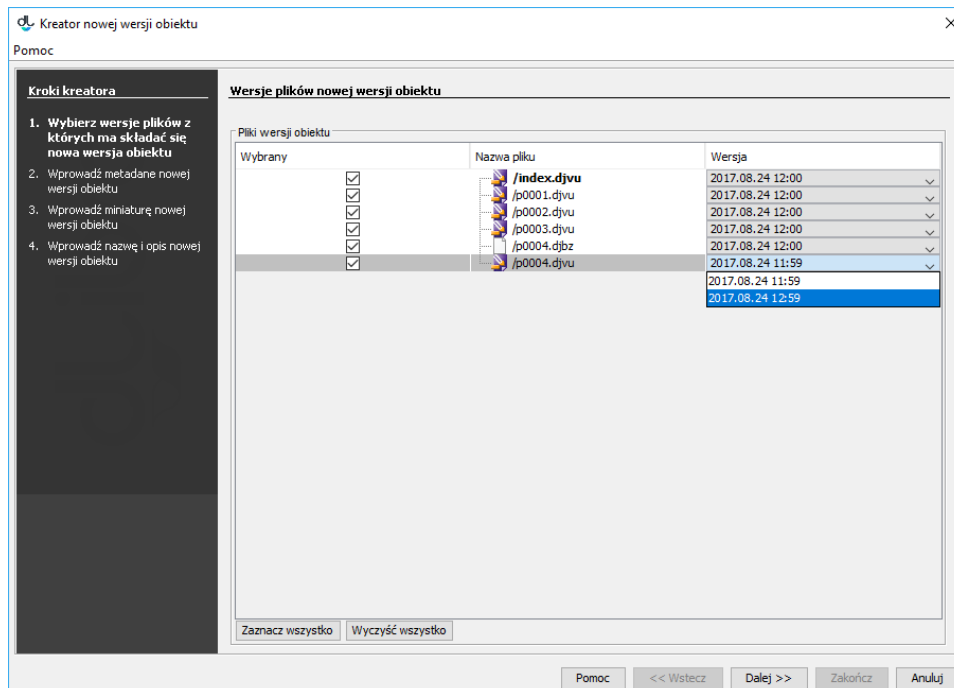 Kreator nowej wersji obiektu
Pomoc
Kroki kreatora
1. Wybierz wersje plików z
których ma składać się
nowa wersja obiektu
2. Wprowadź metadane nowej
wersji obiektu
3. Wprowadź miniaturę nowej
wersji obiektu
4. Wprowadź nazwę i opis nowej
wersji obiektu
Wersje plików nowej wersji obiektu
Pliki wersji obiektu
Wybrany Nazwa pliku Wersja
/index.djvu 2017.08.24 12:00
/p0001.djvu 2017.08.24 12:00
/p0002.djvu 2017.08.24 12:00
/p0003.djvu 2017.08.24 12:00
/p0004.djbz 2017.08.24 12:00
/p0004.djvu 2017.08.24 11:59
2017.08.24 11:59
2017.08.24 12:59
Zaznacz wszystko Wyczyść wszystko
Pomoc << Wstecz Dalej >> Zakończ Anuluj